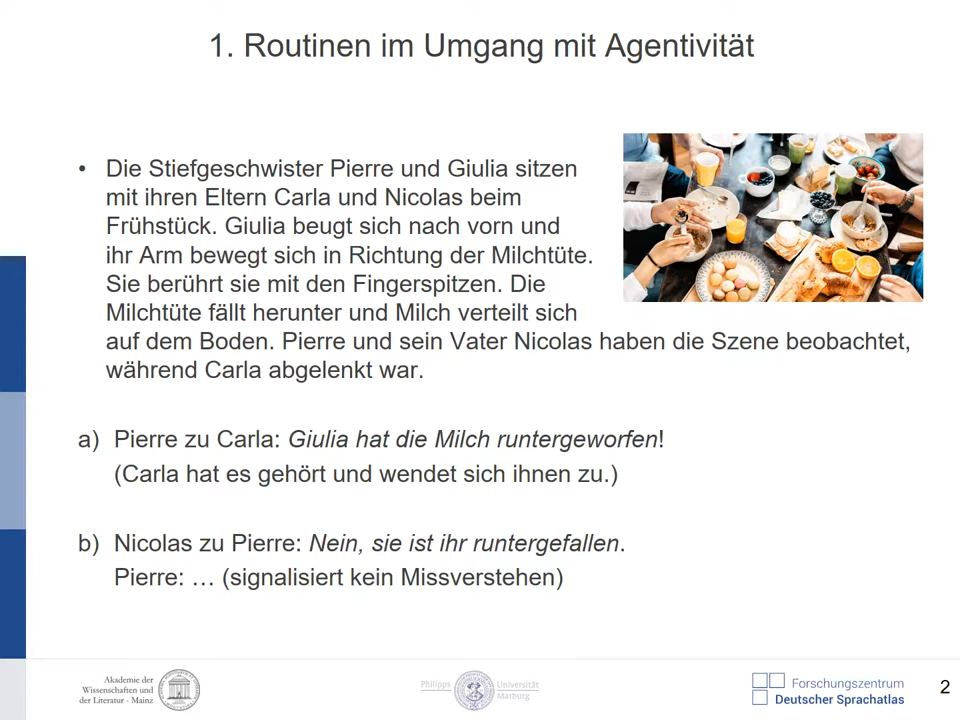 1. Routinen im Umgang mit Agentivität
• Die Stiefgeschwister Pierre und Giulia sitzen
mit ihren Eltern Carla und Nicolas beim
Frühstück. Giulia beugt sich nach vorn und
ihr Arm bewegt sich in Richtung der Milchtüte.
Sie berührt sie mit den Fingerspitzen. Die
Milchtüte fällt herunter und Milch verteilt sich
auf dem Boden. Pierre und sein Vater Nicolas haben die Szene beobachtet,
während Carla abgelenkt war.
a) Pierre zu Carla: Giulia hat die Milch runtergeworfen!
(Carla hat es gehört und wendet sich ihnen zu.)
b) Nicolas zu Pierre: Nein, sie ist ihr runtergefallen.
Pierre: … (signalisiert kein Missverstehen)
Akademie der
Wissenschaften und
der Literatur - Mainz
Philipps Universität
Marburg
Forschungszentrum
Deutscher Sprachatlas
2